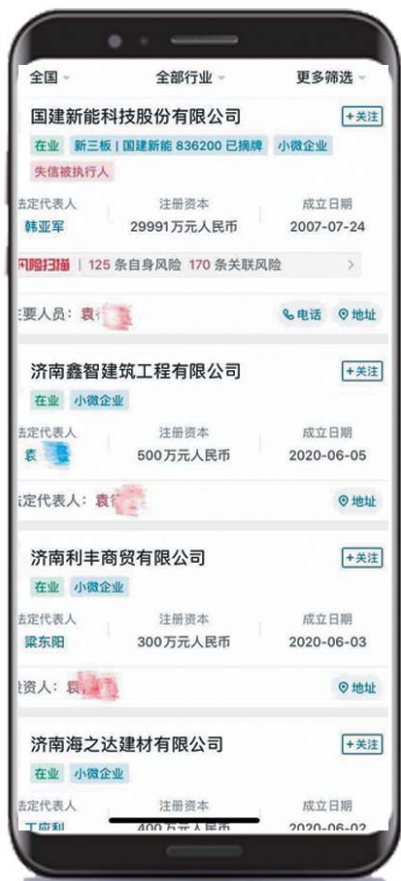 全国 全部行业 更多筛选
国建新能科技股份有限公司 +关注
在业 新三板 | 国建新能 836200 已摘牌 小微企业
失信被执行人
法定代表人 注册资本 成立日期
韩亚军 29991万元人民币 2007-07-24
风险扫描 | 125 条自身风险 170 条关联风险 >
主要人员：袁 电话 地址
济南鑫智建筑工程有限公司 +关注
在业 小微企业
法定代表人 注册资本 成立日期
袁 500万元人民币 2020-06-05
法定代表人：袁 地址
济南利丰商贸有限公司 +关注
在业 小微企业
法定代表人 注册资本 成立日期
梁东阳 300万元人民币 2020-06-03
投资人：袁 地址
济南海之达建材有限公司 +关注
在业 小微企业
法定代表人 注册资本 成立日期
400万元人民币 2020-06-02